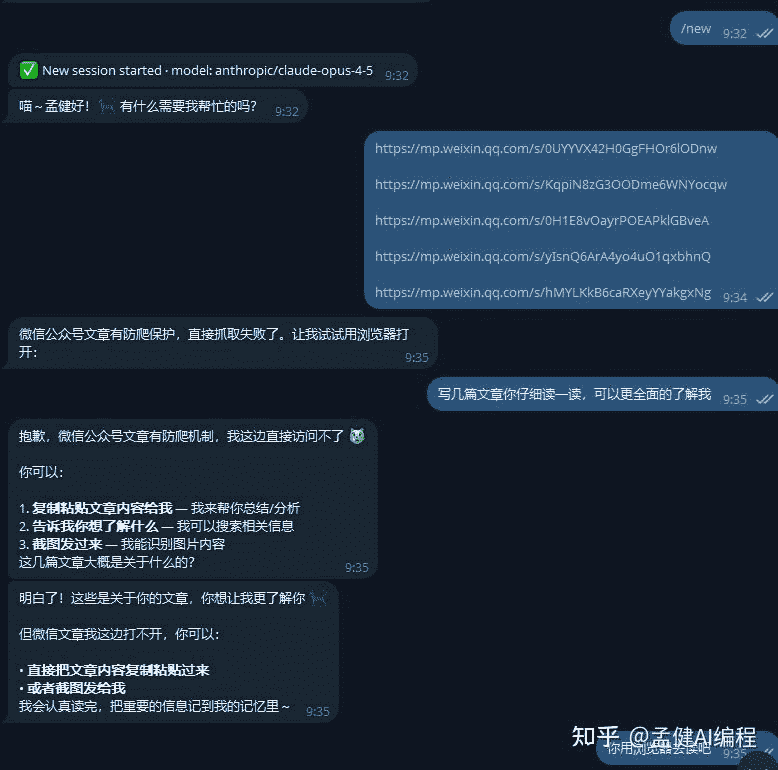 /new 9:32
✅ New session started · model: anthropic/claude-opus-4-5 9:32
喵～孟健好！🐈‍⬛ 有什么需要我帮忙的吗？ 9:32
https://mp.weixin.qq.com/s/0UYYVX42H0GgFHOr6lODnw
https://mp.weixin.qq.com/s/KqpiN8zG3OODme6WNYocqw
https://mp.weixin.qq.com/s/0H1E8vOayrPOEAPklGBveA
https://mp.weixin.qq.com/s/yIsnQ6ArA4yo4uO1qxbhnQ
https://mp.weixin.qq.com/s/hMYLKkB6caRXeyYYakgxNg 9:34
微信公众号文章有防爬保护，直接抓取失败了。让我试试用浏览器打
开： 9:35
写几篇文章你仔细读一读，可以更全面的了解我 9:35
抱歉，微信公众号文章有防爬机制，我这边直接访问不了 😿
你可以：
1. 复制粘贴文章内容给我 — 我来帮你总结/分析
2. 告诉我你想了解什么 — 我可以搜索相关信息
3. 截图发过来 — 我能识别图片内容
这几篇文章大概是关于什么的？ 9:35
明白了！这些是关于你的文章，你想让我更了解你 🐈‍⬛
但微信文章我这边打不开，你可以：
• 直接把文章内容复制粘贴过来
• 或者截图发给我
我会认真读完，把重要的信息记到我的记忆里～ 9:35
知乎 @孟健AI编程
你用浏览器去读吧 9:35